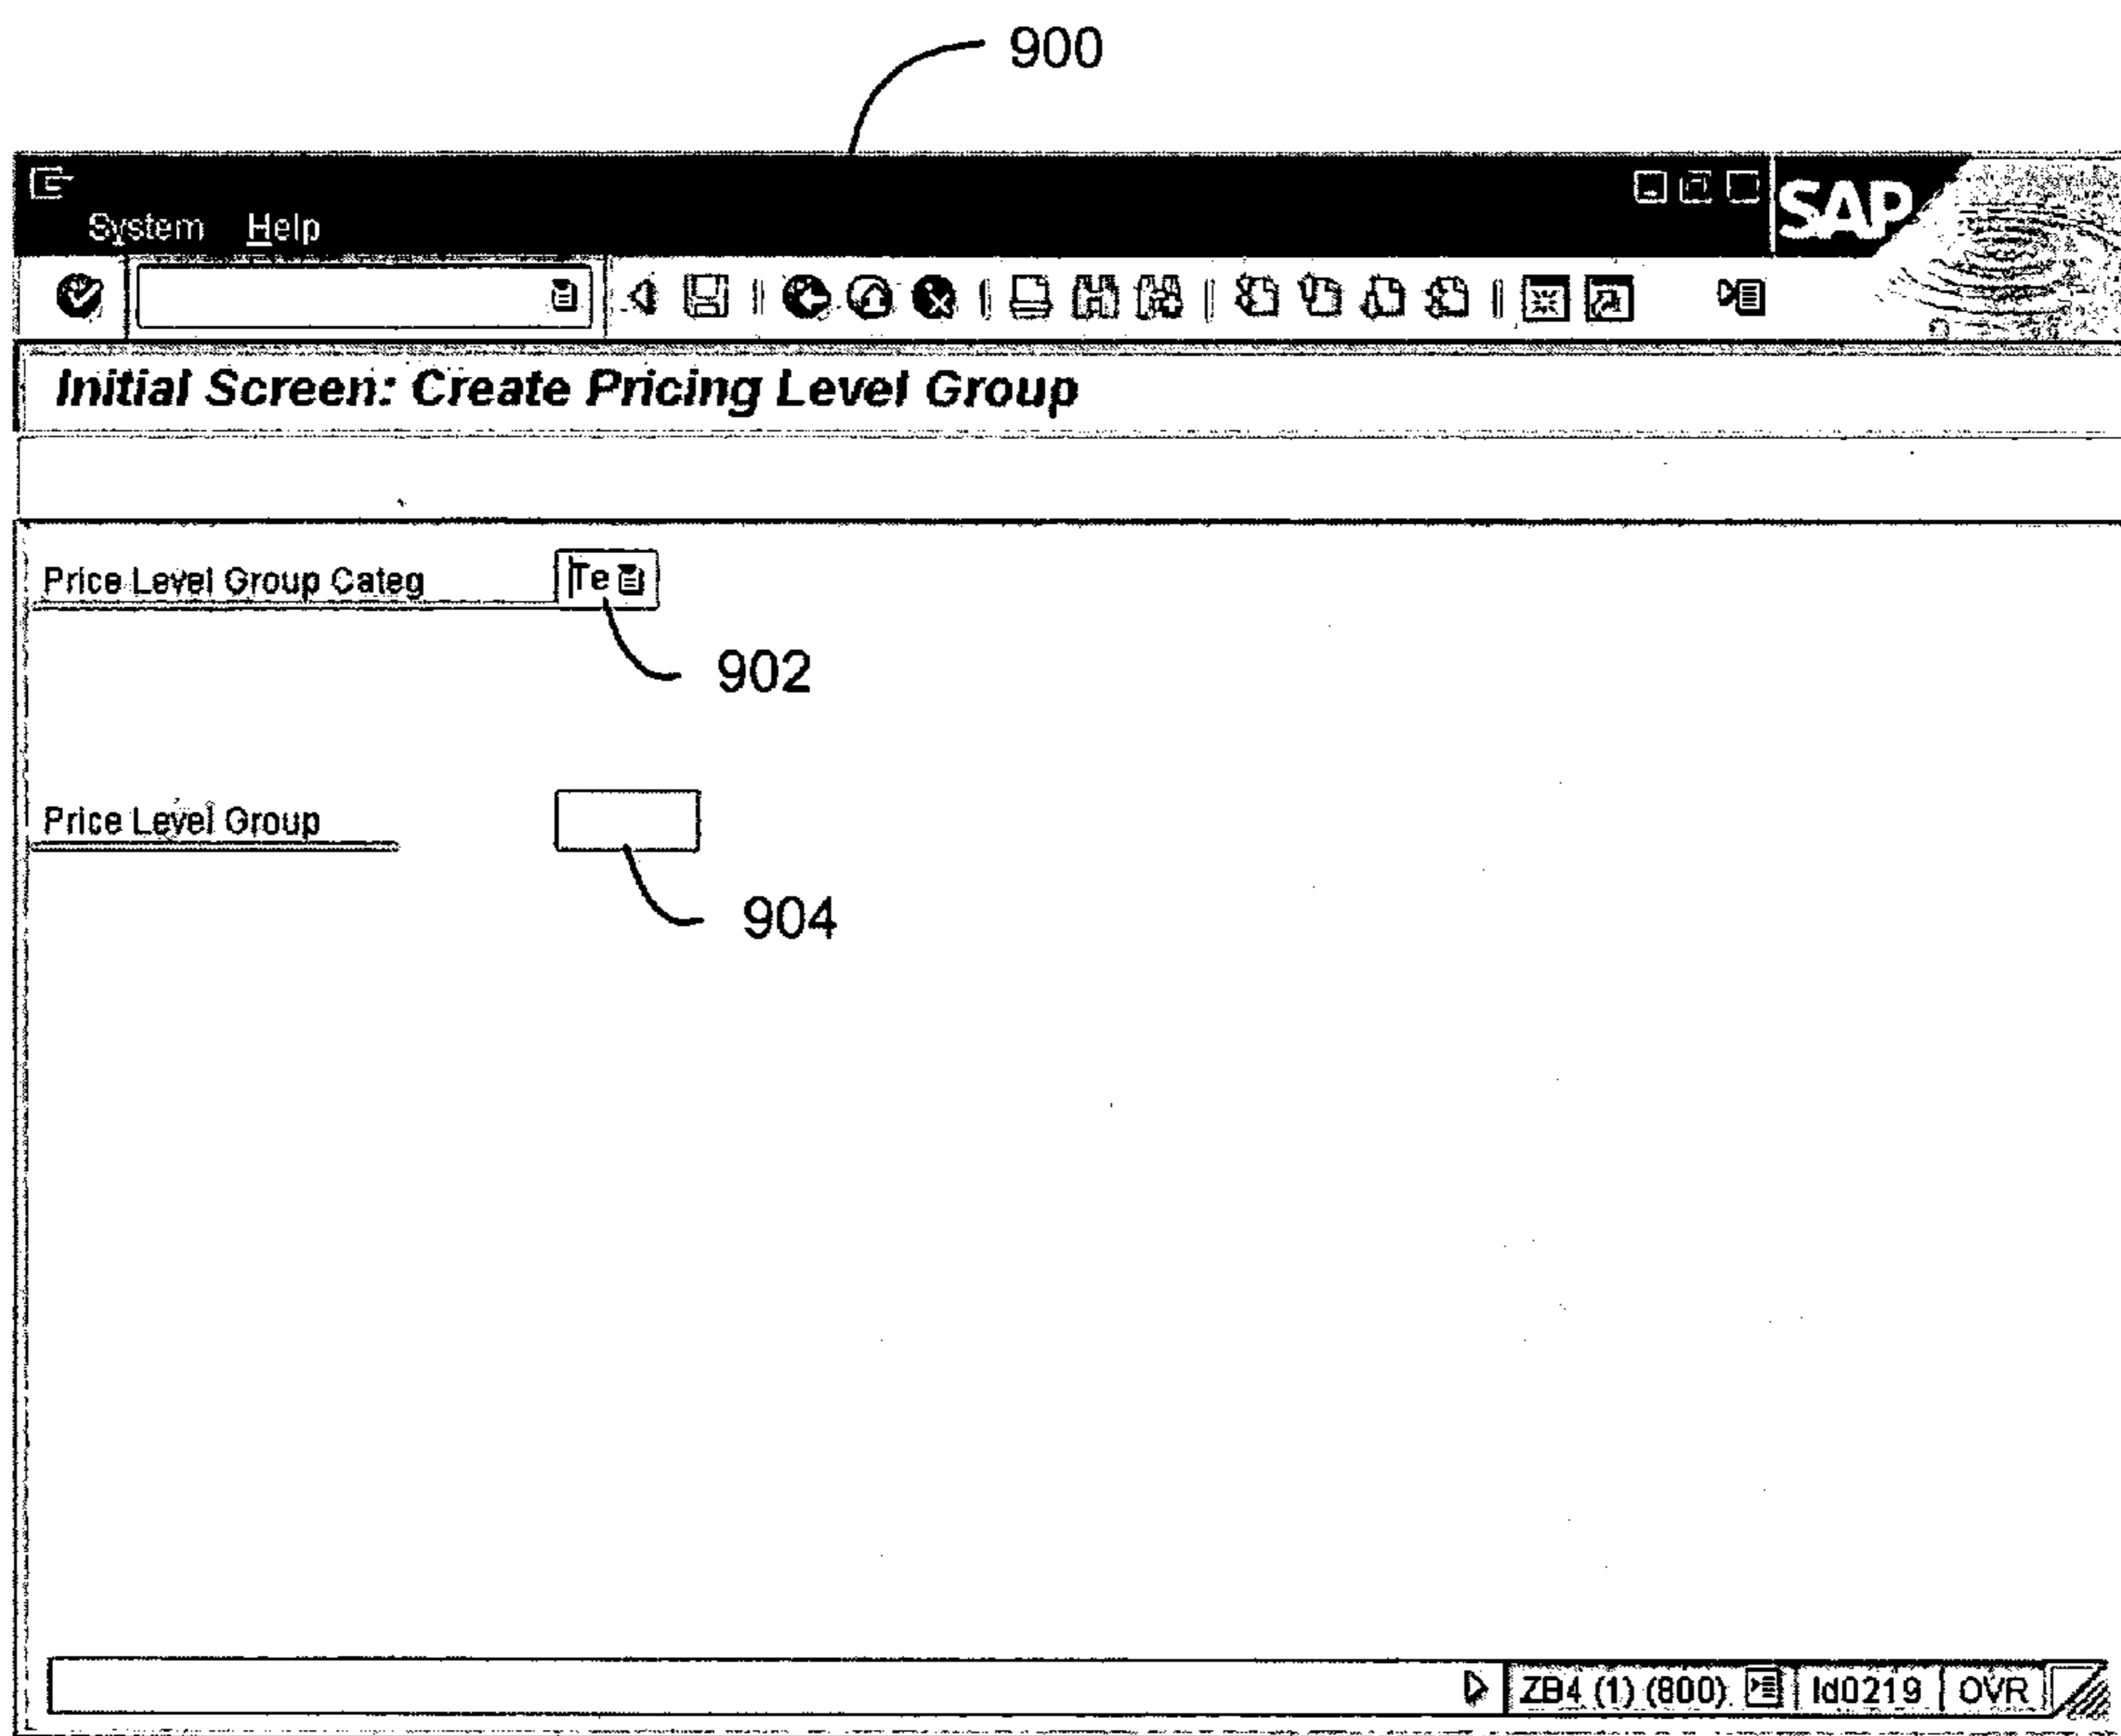 900
SAP
System Help
Initial Screen: Create Pricing Level Group
Price Level Group Categ Te
902
Price Level Group
904
ZB4 (1) (800) ld0219 OVR